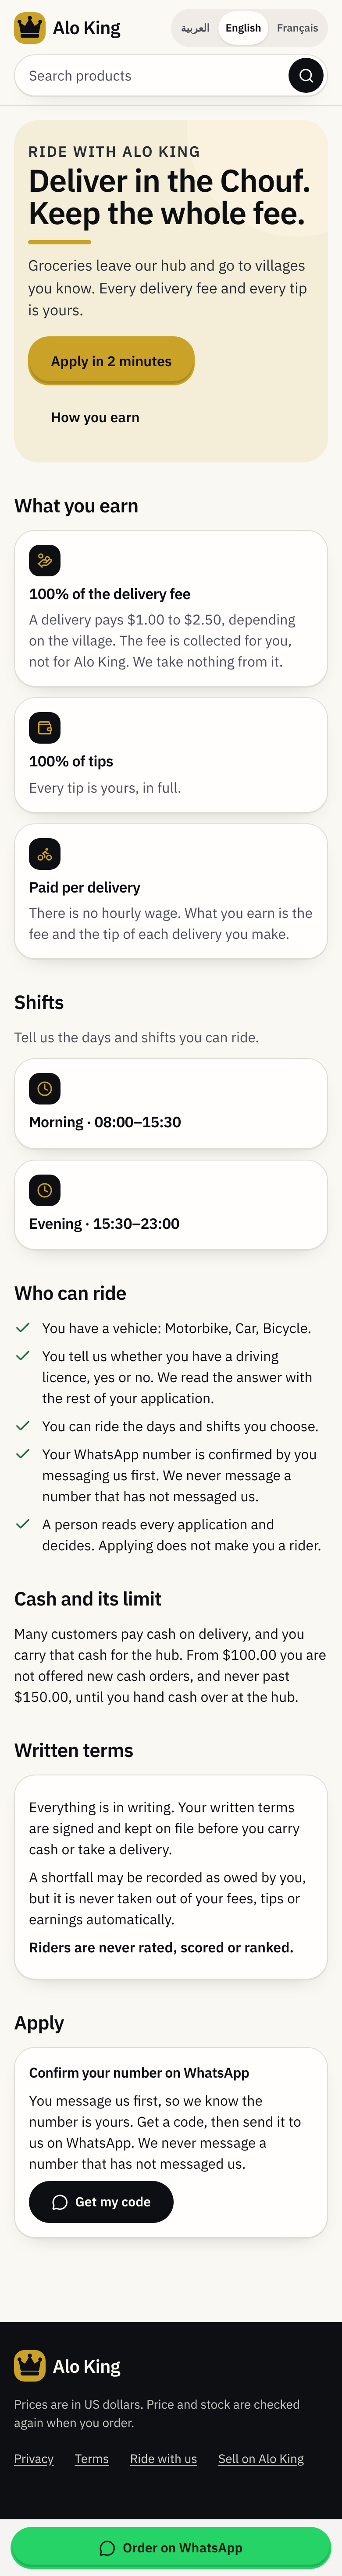 Alo King
العربية
English
Français
Search products
RIDE WITH ALO KING
Deliver in the Chouf.
Keep the whole fee.
Groceries leave our hub and go to villages
you know. Every delivery fee and every tip
is yours.
Apply in 2 minutes
How you earn
What you earn
100% of the delivery fee
A delivery pays $1.00 to $2.50, depending
on the village. The fee is collected for you,
not for Alo King. We take nothing from it.
100% of tips
Every tip is yours, in full.
Paid per delivery
There is no hourly wage. What you earn is the
fee and the tip of each delivery you make.
Shifts
Tell us the days and shifts you can ride.
Morning · 08:00–15:30
Evening · 15:30–23:00
Who can ride
You have a vehicle: Motorbike, Car, Bicycle.
You tell us whether you have a driving
licence, yes or no. We read the answer with
the rest of your application.
You can ride the days and shifts you choose.
Your WhatsApp number is confirmed by you
messaging us first. We never message a
number that has not messaged us.
A person reads every application and
decides. Applying does not make you a rider.
Cash and its limit
Many customers pay cash on delivery, and you
carry that cash for the hub. From $100.00 you are
not offered new cash orders, and never past
$150.00, until you hand cash over at the hub.
Written terms
Everything is in writing. Your written terms
are signed and kept on file before you carry
cash or take a delivery.
A shortfall may be recorded as owed by you,
but it is never taken out of your fees, tips or
earnings automatically.
Riders are never rated, scored or ranked.
Apply
Confirm your number on WhatsApp
You message us first, so we know the
number is yours. Get a code, then send it to
us on WhatsApp. We never message a
number that has not messaged us.
Get my code
Alo King
Prices are in US dollars. Price and stock are checked
again when you order.
Privacy
Terms
Ride with us
Sell on Alo King
Order on WhatsApp